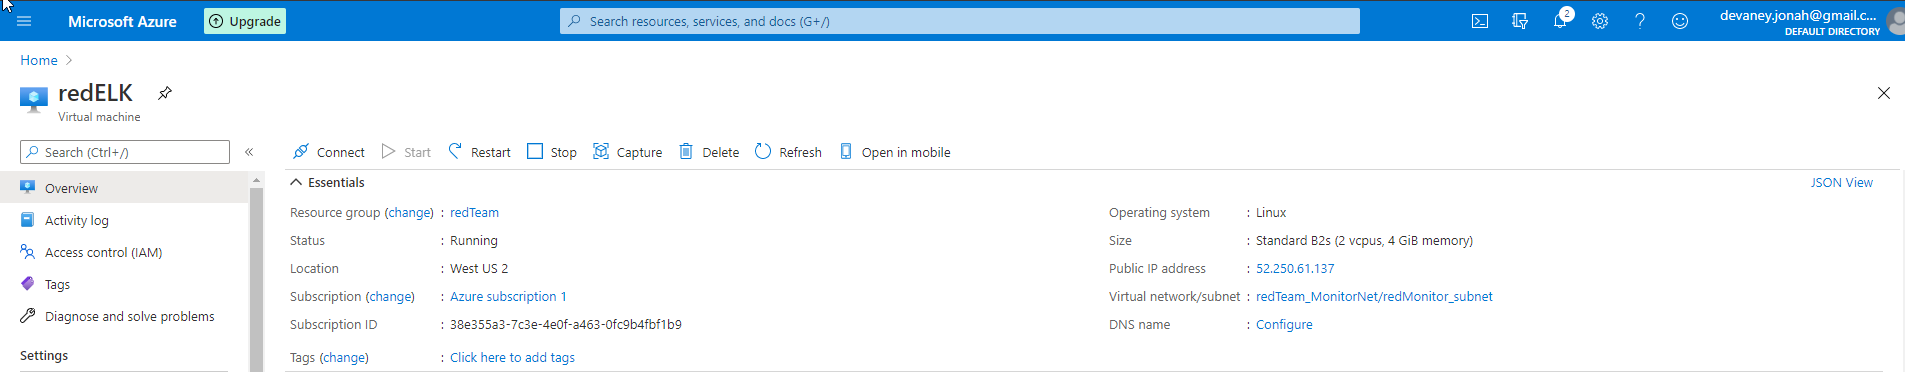 Microsoft Azure Upgrade Search resources, services, and docs (G+/) 2 devaney.jonah@gmail.c...
DEFAULT DIRECTORY
Home >
redELK
Virtual machine
Search (Ctrl+/) « Connect Start Restart Stop Capture Delete Refresh Open in mobile
Overview
Activity log
Access control (IAM)
Tags
Diagnose and solve problems
Settings
Essentials JSON View
Resource group (change) : redTeam
Status : Running
Location : West US 2
Subscription (change) : Azure subscription 1
Subscription ID : 38e355a3-7c3e-4e0f-a463-0fc9b4fbf1b9
Tags (change) : Click here to add tags
Operating system : Linux
Size : Standard B2s (2 vcpus, 4 GiB memory)
Public IP address : 52.250.61.137
Virtual network/subnet : redTeam_MonitorNet/redMonitor_subnet
DNS name : Configure